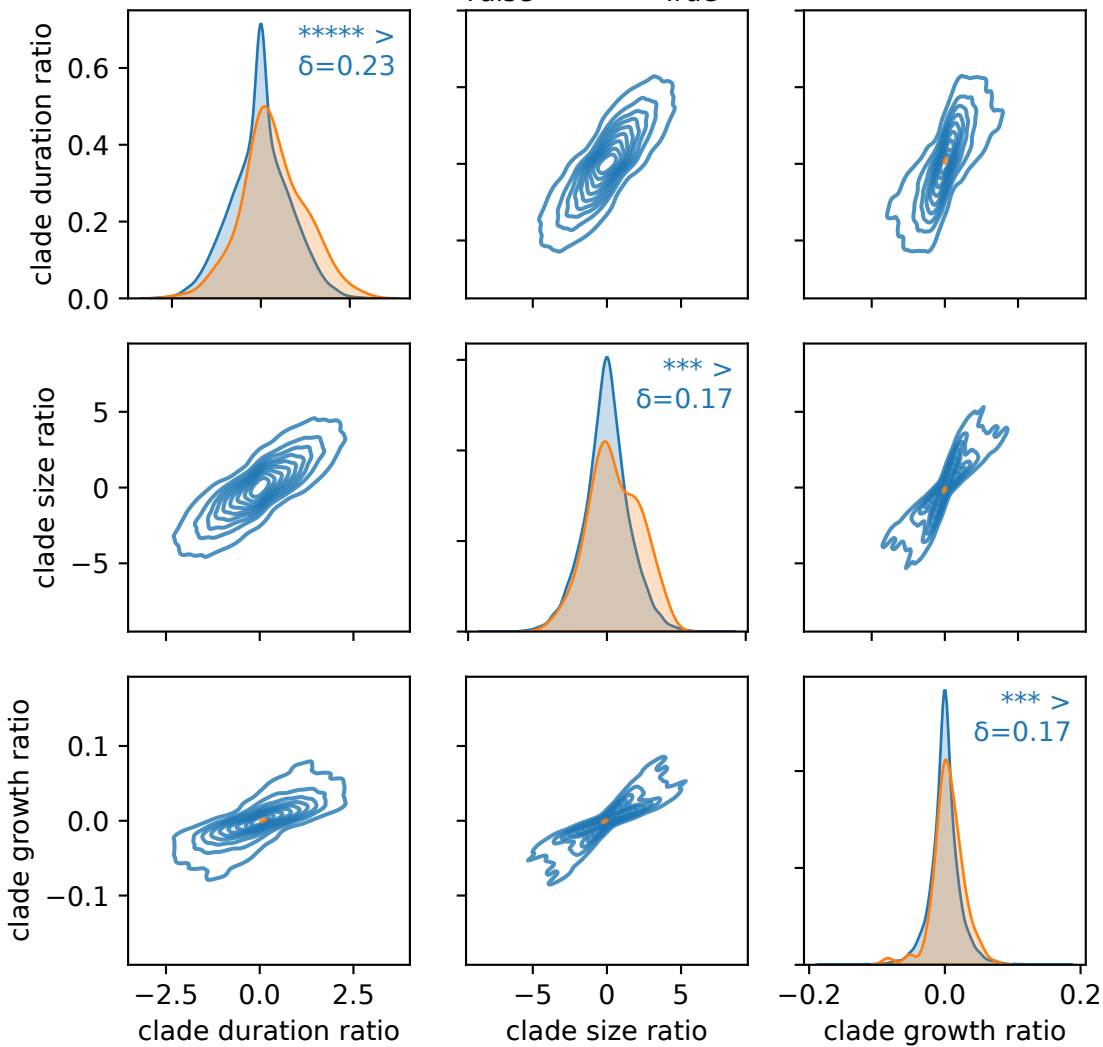 ***** >
δ=0.23
clade duration ratio
0.6
0.4
0.2
0.0
*** >
δ=0.17
clade size ratio
5
0
−5
*** >
δ=0.17
clade growth ratio
0.1
0.0
−0.1
−2.5 0.0 2.5
−5 0 5
−0.2 0.0 0.2
clade duration ratio
clade size ratio
clade growth ratio